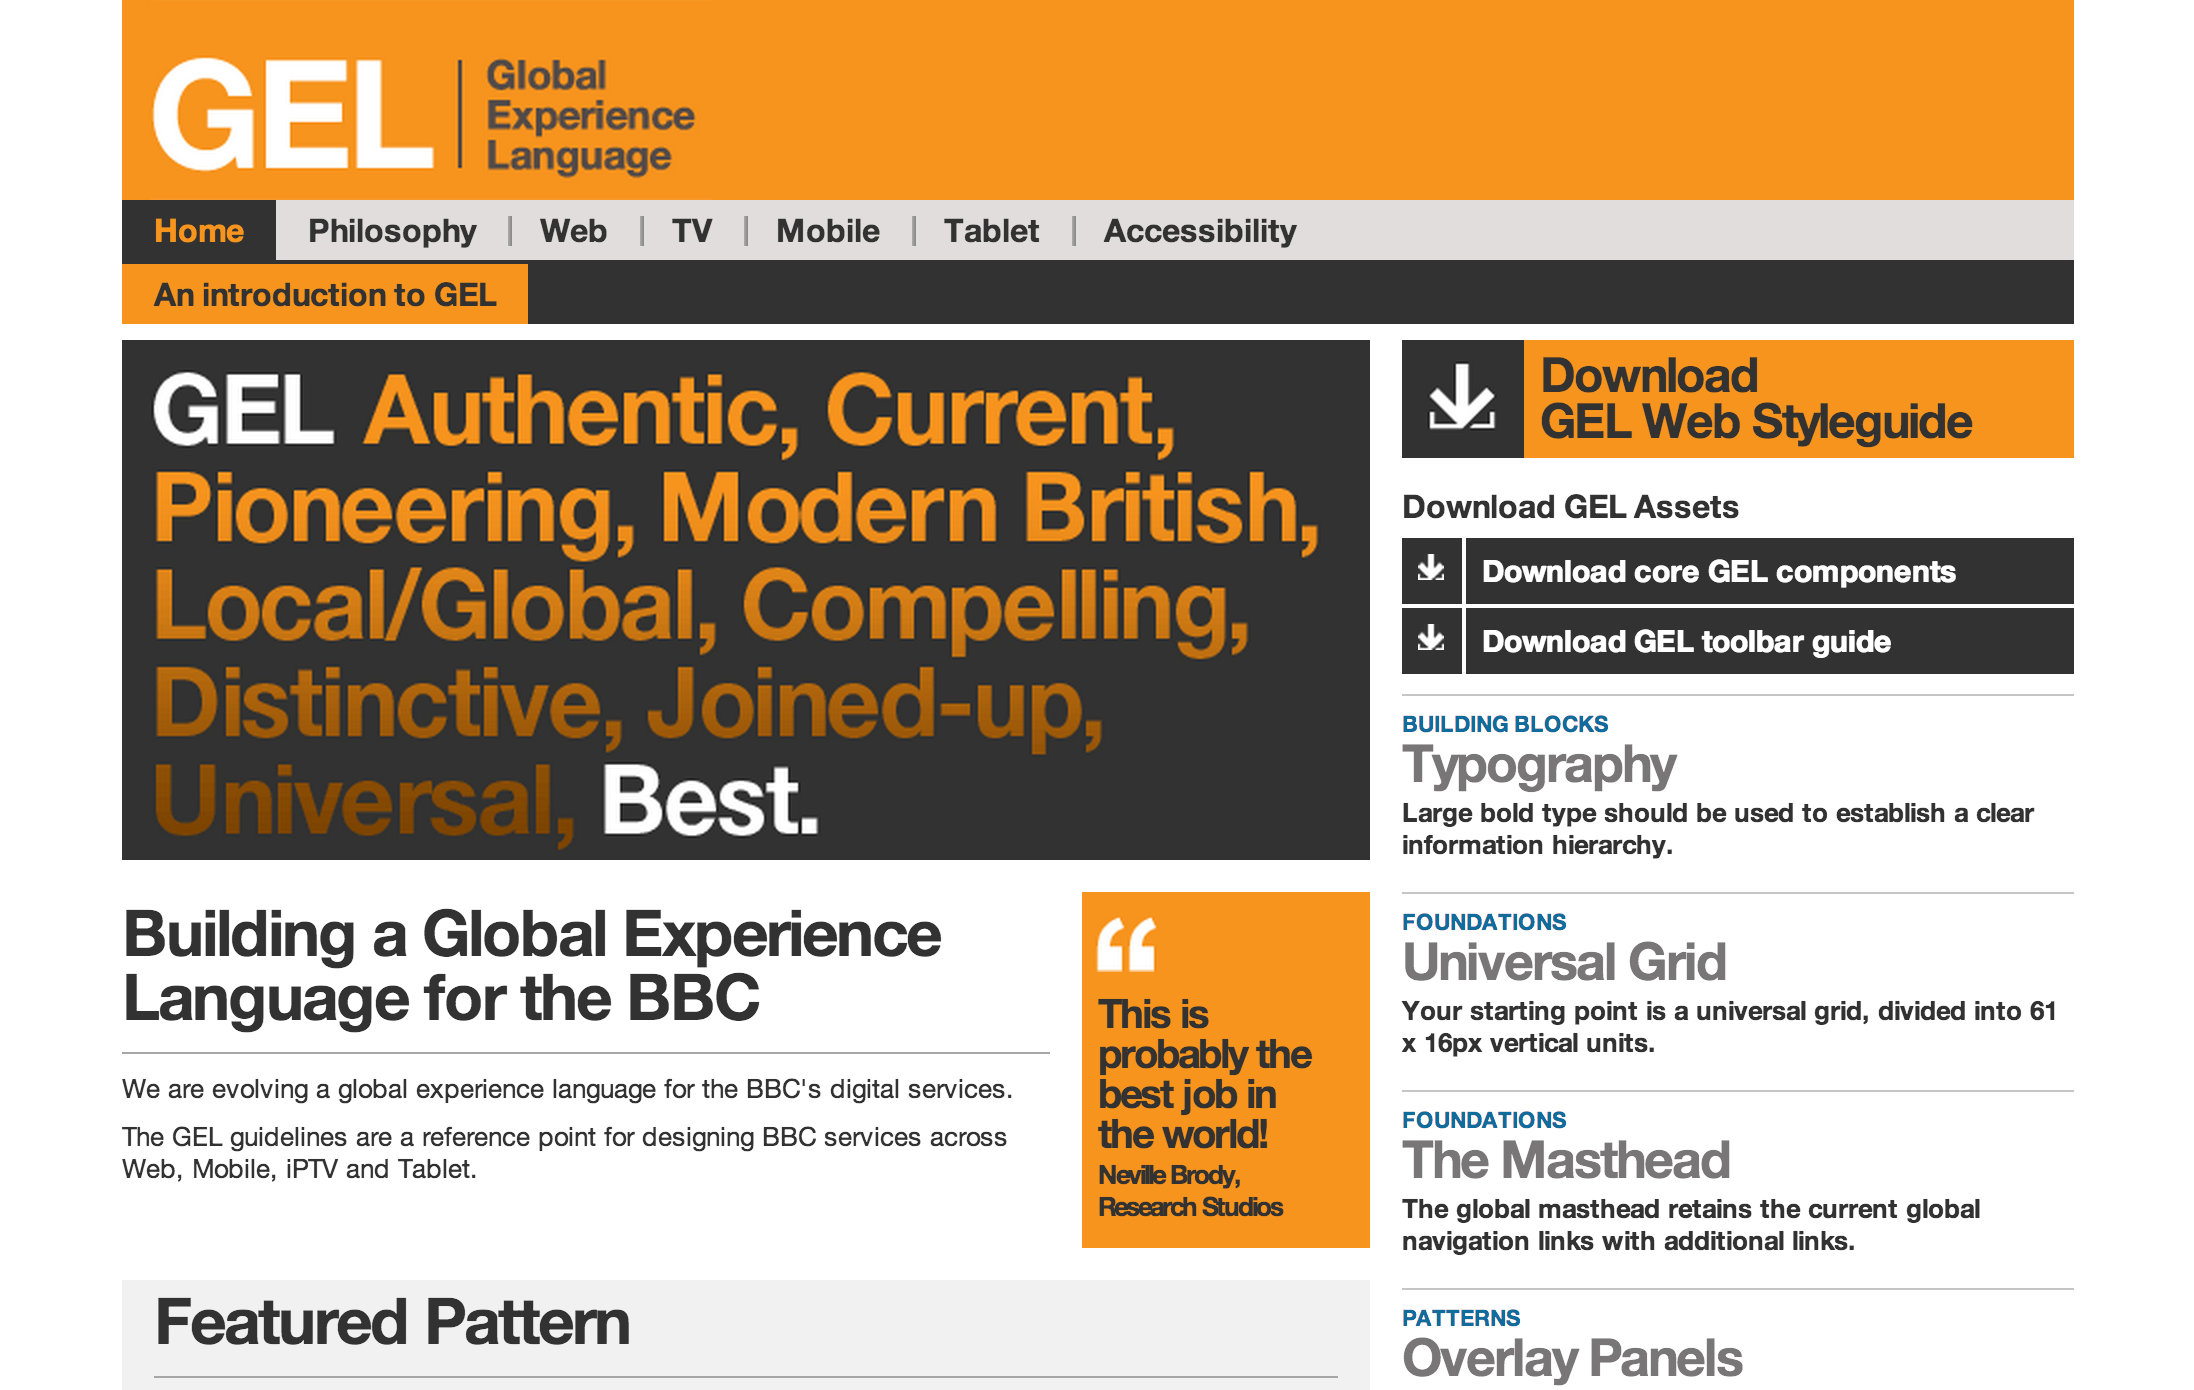 GEL
Global
Experience
Language
Home
Philosophy
Web
TV
Mobile
Tablet
Accessibility
An introduction to GEL
GEL Authentic, Current,
Pioneering, Modern British,
Local/Global, Compelling,
Distinctive, Joined-up,
Universal, Best.
Building a Global Experience
Language for the BBC
We are evolving a global experience language for the BBC's digital services.
The GEL guidelines are a reference point for designing BBC services across
Web, Mobile, iPTV and Tablet.
“
This is
probably the
best job in
the world!
Neville Brody,
Research Studios
Featured Pattern
Download
GEL Web Styleguide
Download GEL Assets
Download core GEL components
Download GEL toolbar guide
BUILDING BLOCKS
Typography
Large bold type should be used to establish a clear
information hierarchy.
FOUNDATIONS
Universal Grid
Your starting point is a universal grid, divided into 61
x 16px vertical units.
FOUNDATIONS
The Masthead
The global masthead retains the current global
navigation links with additional links.
PATTERNS
Overlay Panels